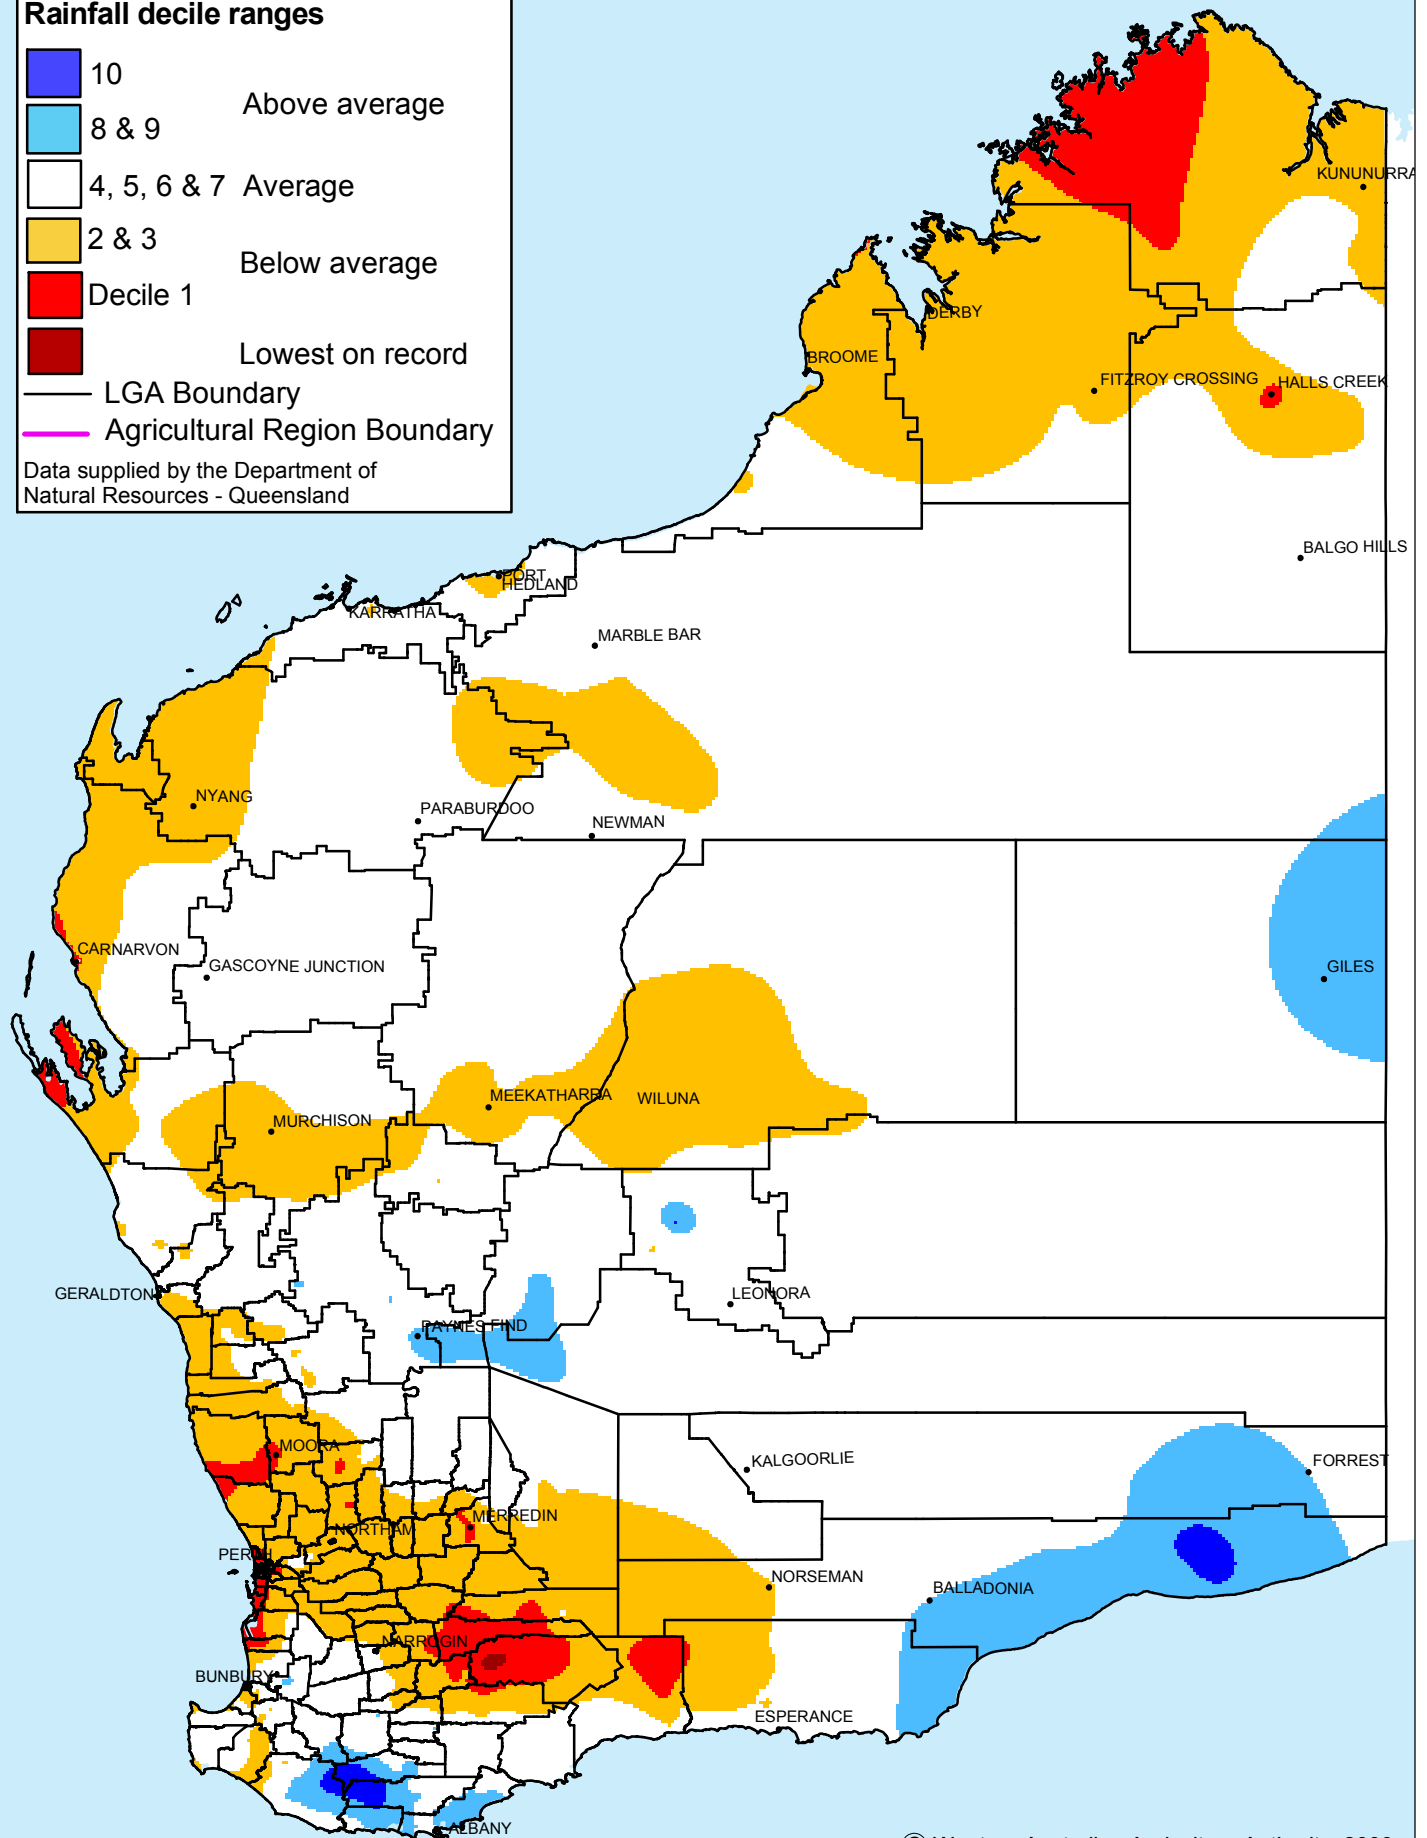 Rainfall decile ranges
10
Above average
8 & 9
4, 5, 6 & 7 Average
2 & 3
Below average
Decile 1
Lowest on record
LGA Boundary
Agricultural Region Boundary
Data supplied by the Department of
Natural Resources - Queensland
KUNUNURRA
DERBY
BROOME
FITZROY CROSSING
HALLS CREEK
BALGO HILLS
PORT
HEDLAND
KARRATHA
MARBLE BAR
NYANG
PARABURDOO
NEWMAN
CARNARVON
GASCOYNE JUNCTION
GILES
MEEKATHARRA
WILUNA
MURCHISON
GERALDTON
LEONORA
PAYNES FIND
MOORA
KALGOORLIE
FORREST
MERREDIN
NORTHAM
PERTH
NORSEMAN
BALLADONIA
NARROGIN
BUNBURY
ESPERANCE
ALBANY